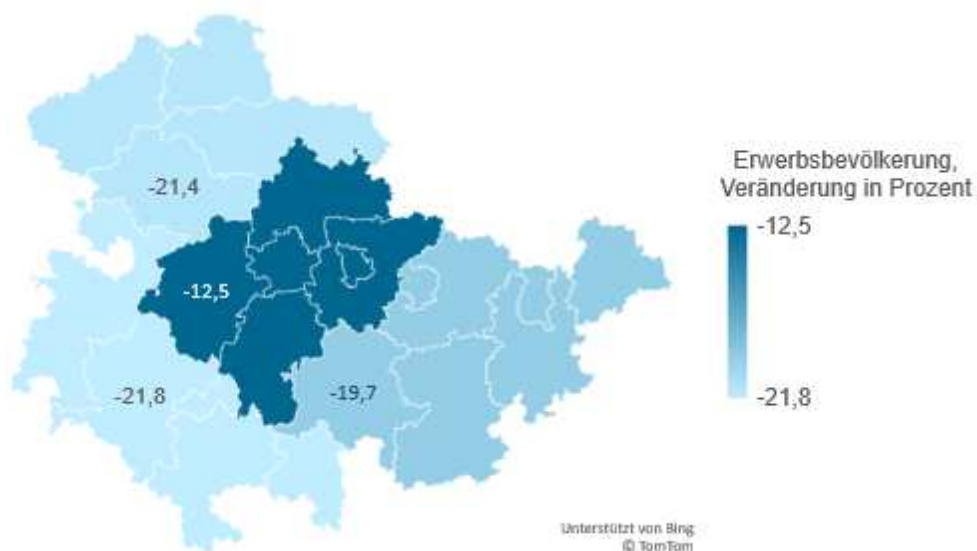 -21,4
-12,5
-21,8
-19,7
Erwerbsbevölkerung,
Veränderung in Prozent
-12,5
-21,8
Unterstützt von Bing
© TomTom